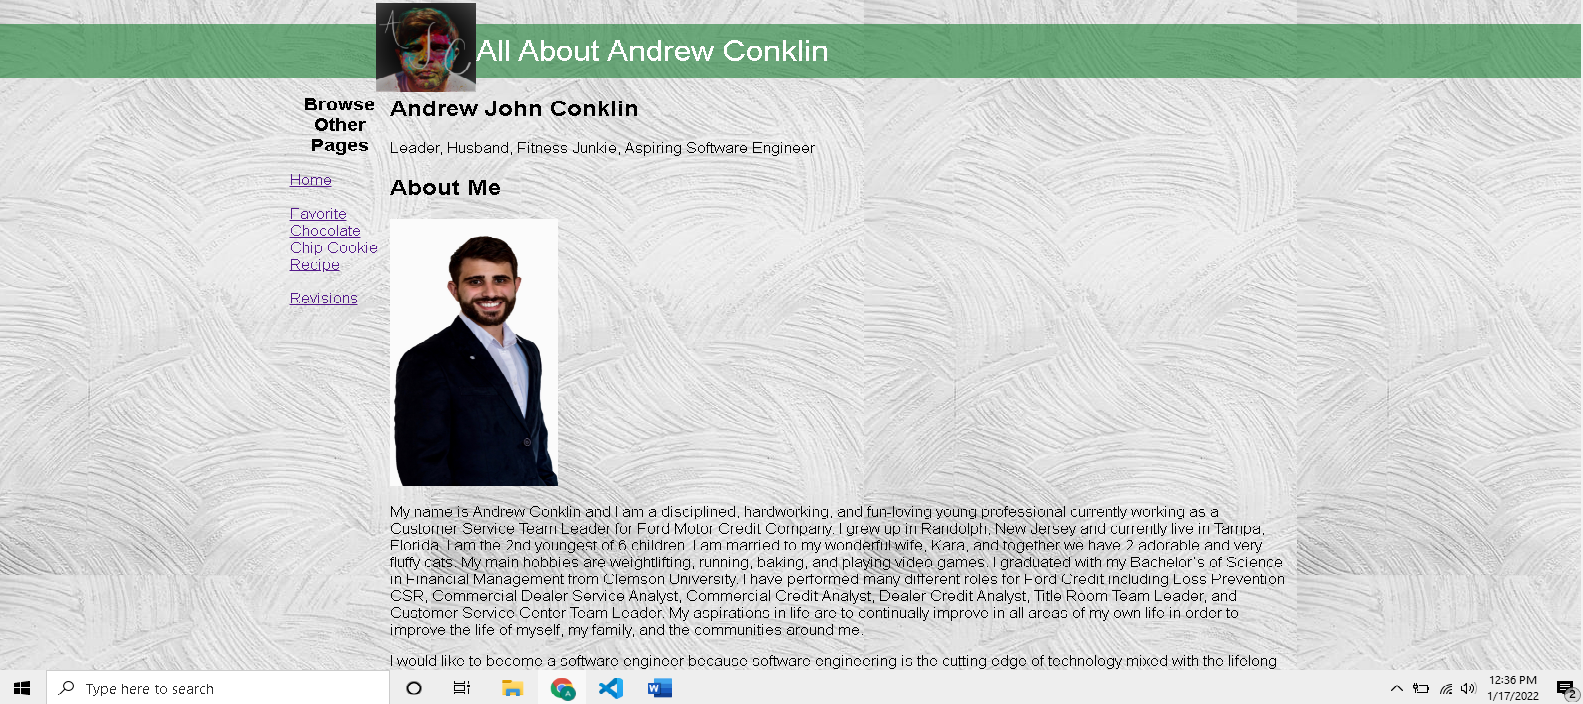 A J C
All About Andrew Conklin
Browse
Other
Pages
Home
Favorite
Chocolate
Chip Cookie
Recipe
Revisions
Andrew John Conklin
Leader, Husband, Fitness Junkie, Aspiring Software Engineer
About Me
My name is Andrew Conklin and I am a disciplined, hardworking, and fun-loving young professional currently working as a
Customer Service Team Leader for Ford Motor Credit Company. I grew up in Randolph, New Jersey and currently live in Tampa,
Florida. I am the 2nd youngest of 6 children. I am married to my wonderful wife, Kara, and together we have 2 adorable and very
fluffy cats. My main hobbies are weightlifting, running, baking, and playing video games. I graduated with my Bachelor's of Science
in Financial Management from Clemson University. I have performed many different roles for Ford Credit including Loss Prevention
CSR, Commercial Dealer Service Analyst, Commercial Credit Analyst, Dealer Credit Analyst, Title Room Team Leader, and
Customer Service Center Team Leader. My aspirations in life are to continually improve in all areas of my own life in order to
improve the life of myself, my family, and the communities around me.
I would like to become a software engineer because software engineering is the cutting edge of technology mixed with the lifelong
Type here to search
A
W
12:36 PM
1/17/2022
2